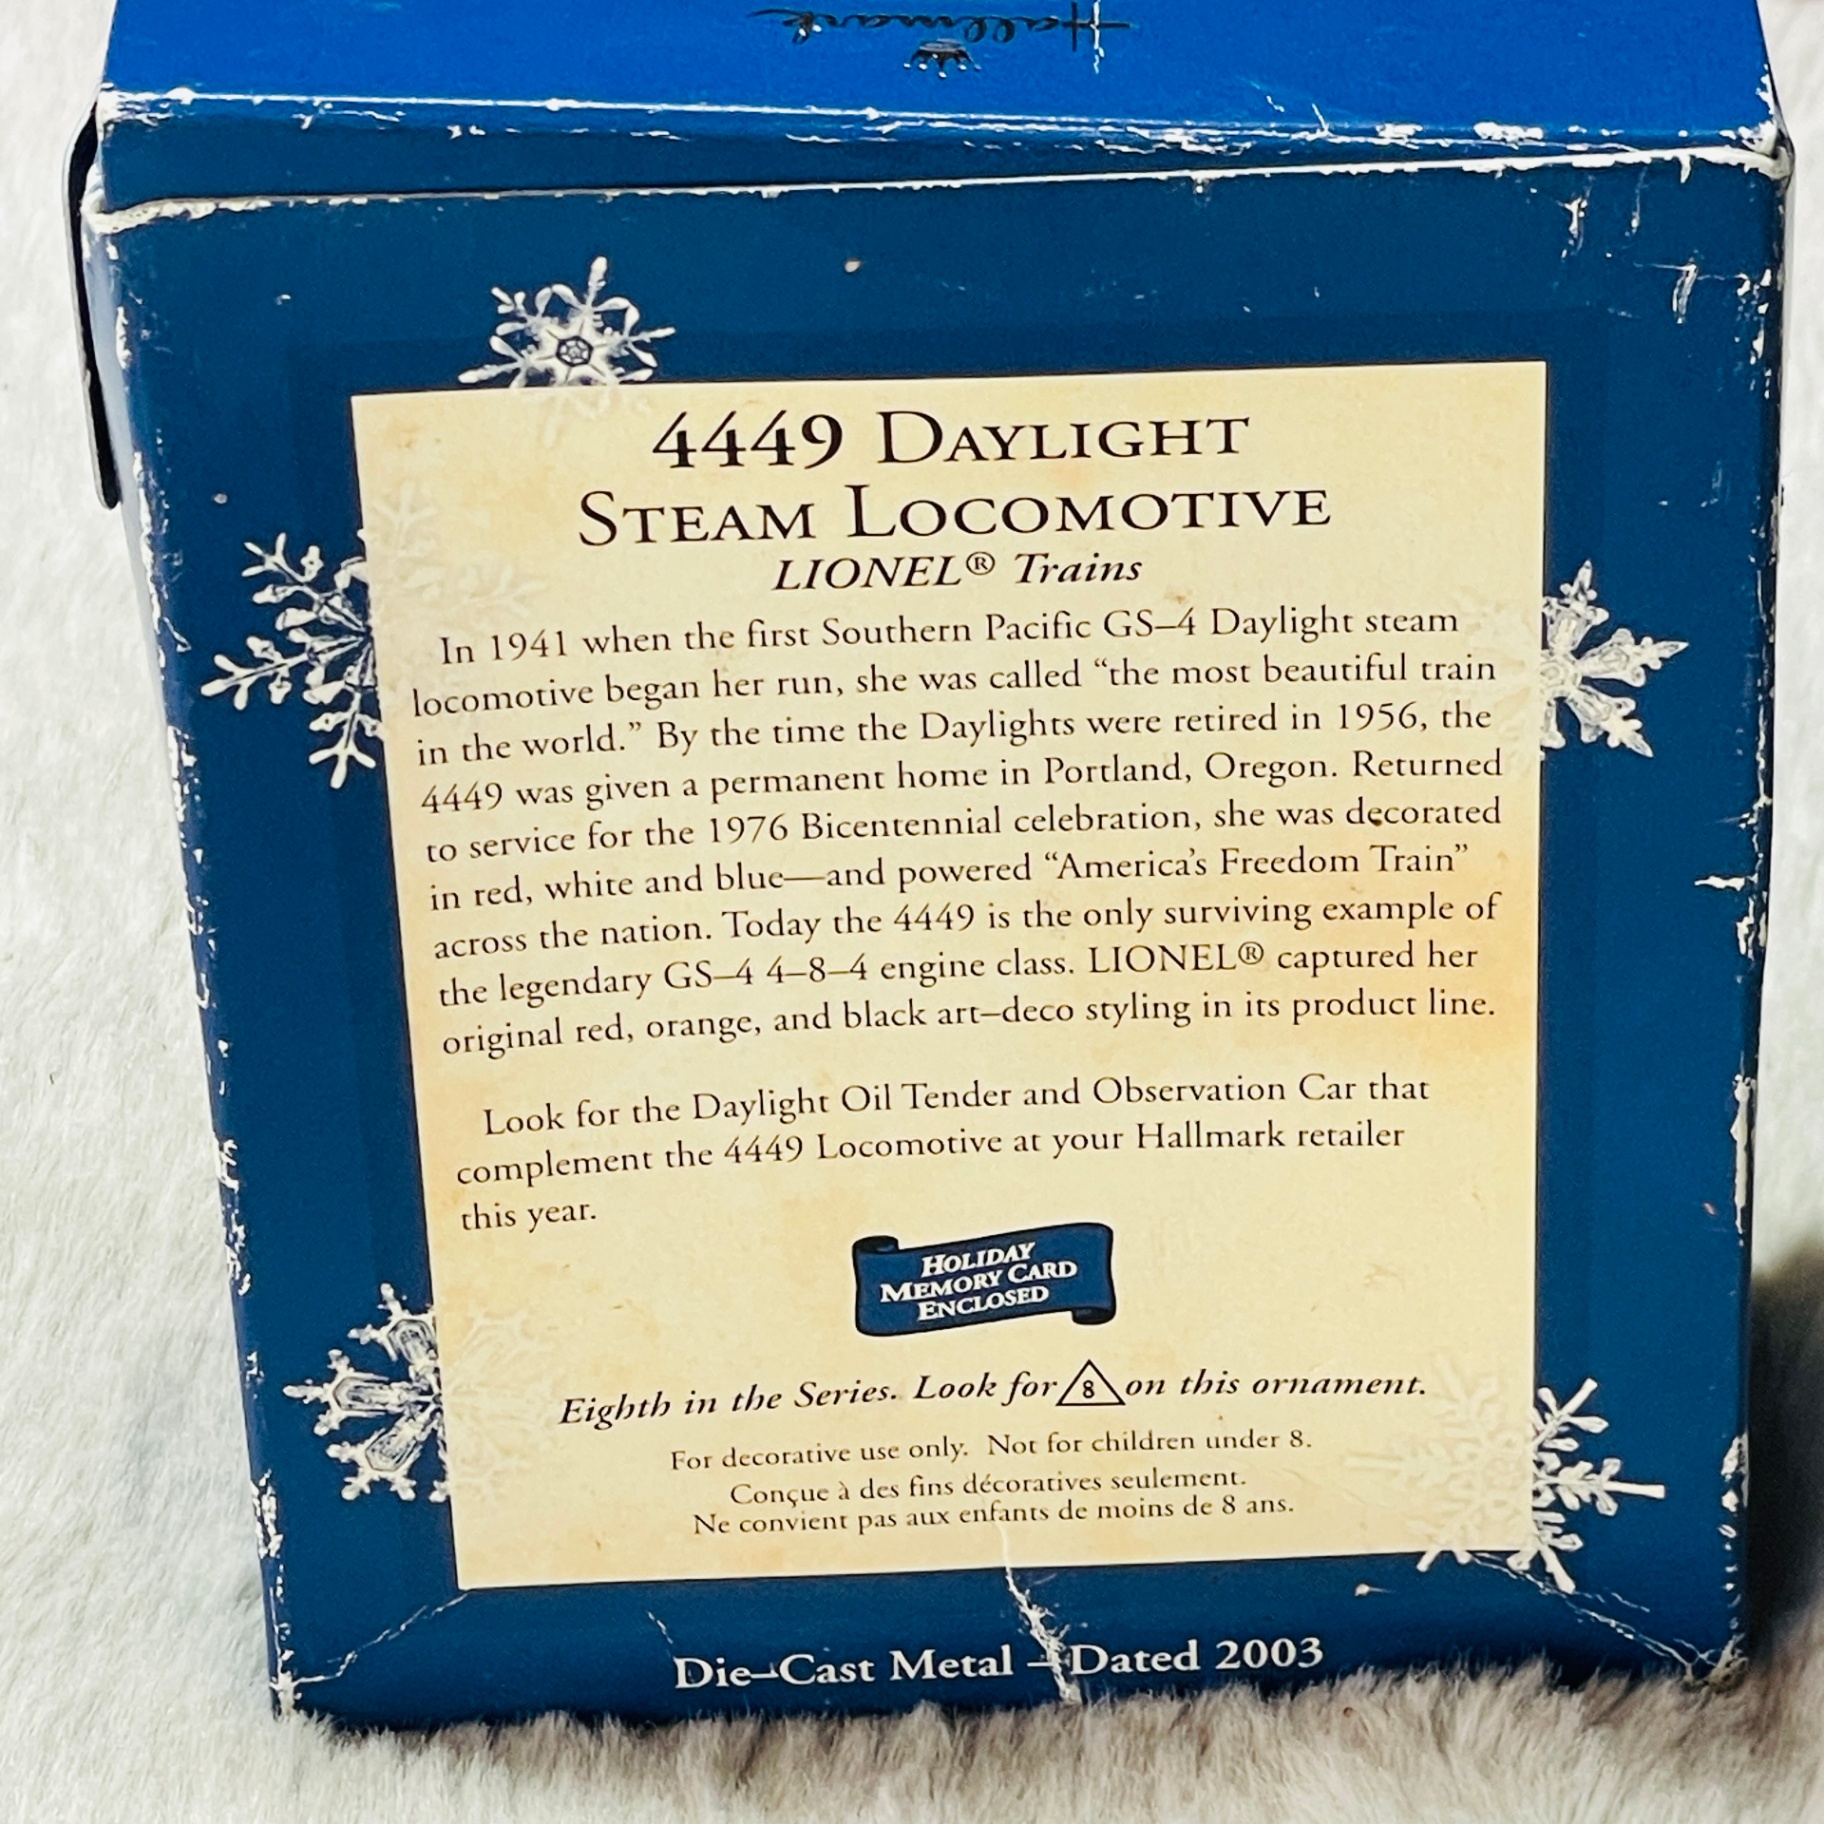 Hallmark
4449 DAYLIGHT
STEAM LOCOMOTIVE
LIONEL® Trains
In 1941 when the first Southern Pacific GS–4 Daylight steam
locomotive began her run, she was called “the most beautiful train
in the world.” By the time the Daylights were retired in 1956, the
4449 was given a permanent home in Portland, Oregon. Returned
to service for the 1976 Bicentennial celebration, she was decorated
in red, white and blue—and powered “America’s Freedom Train”
across the nation. Today the 4449 is the only surviving example of
the legendary GS–4 4–8–4 engine class. LIONEL® captured her
original red, orange, and black art–deco styling in its product line.
Look for the Daylight Oil Tender and Observation Car that
complement the 4449 Locomotive at your Hallmark retailer
this year.
HOLIDAY
MEMORY CARD
ENCLOSED
Eighth in the Series. Look for 8 on this ornament.
For decorative use only. Not for children under 8.
Conçue à des fins décoratives seulement.
Ne convient pas aux enfants de moins de 8 ans.
Die–Cast Metal – Dated 2003